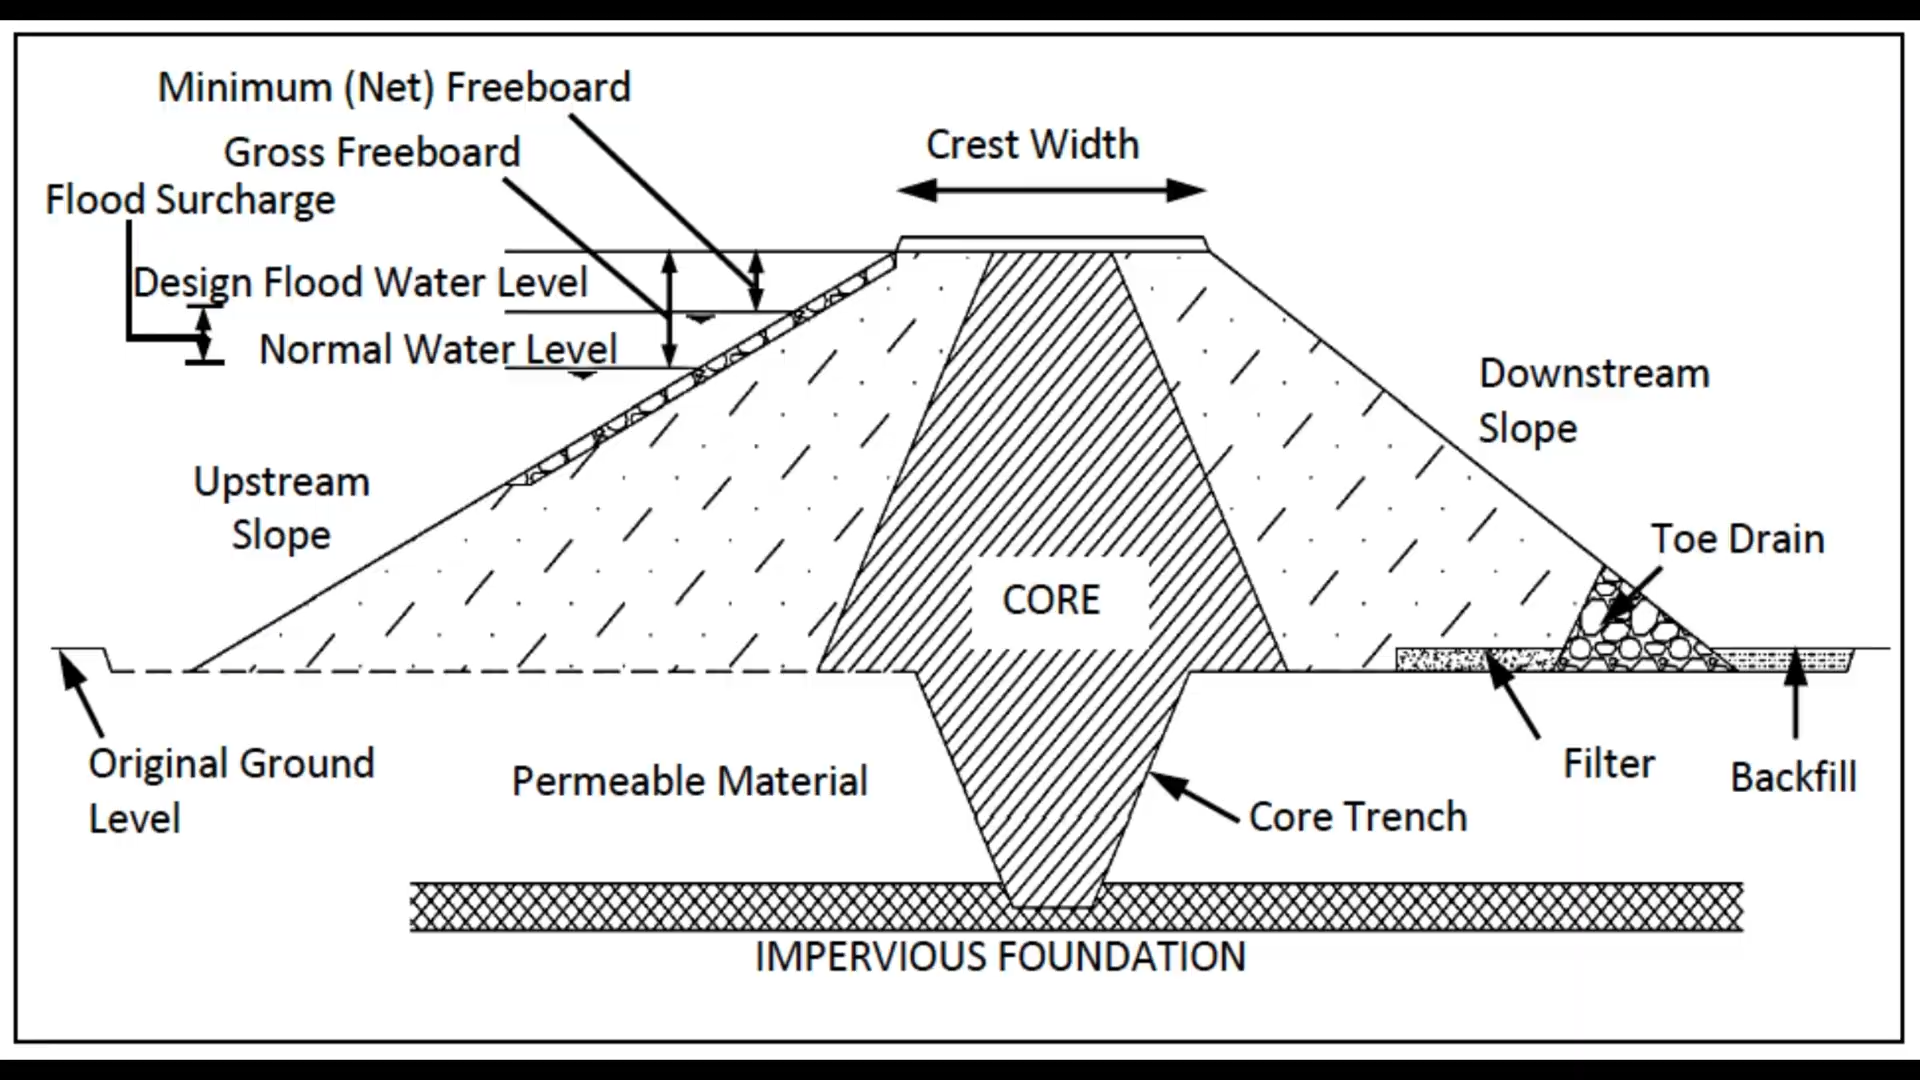 Minimum (Net) Freeboard
Gross Freeboard
Flood Surcharge
Crest Width
Design Flood Water Level
Normal Water Level
Downstream
Slope
Upstream
Slope
Toe Drain
CORE
Original Ground
Level
Permeable Material
Core Trench
Filter
Backfill
IMPERVIOUS FOUNDATION